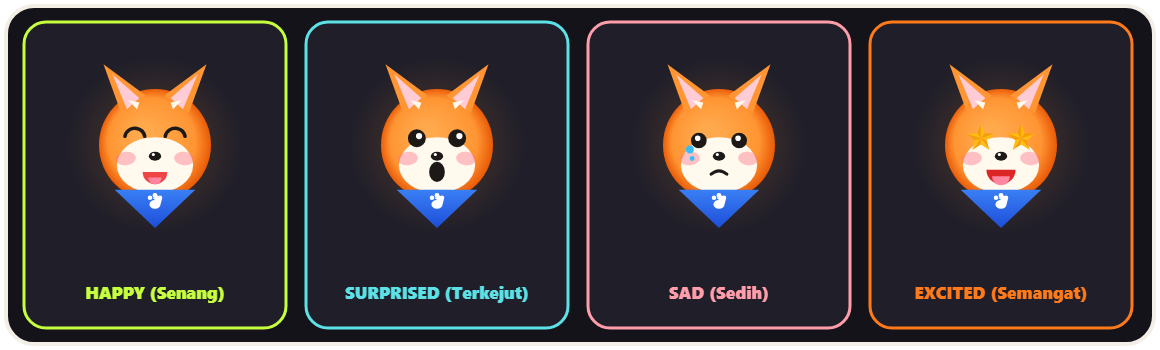 HAPPY (Senang)
SURPRISED (Terkejut)
SAD (Sedih)
EXCITED (Semangat)